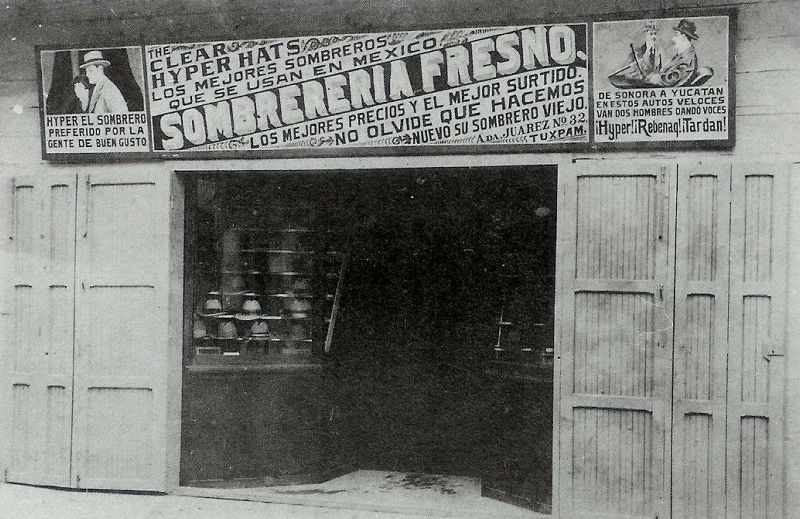 HYPER EL SOMBRERO
PREFERIDO POR LA
GENTE DE BUEN GUSTO
THE
CLEAR
HYPER HATS
LOS MEJORES SOMBREROS
QUE SE USAN EN MEXICO
SOMBRERERIA FRESNO.
LOS MEJORES PRECIOS Y EL MEJOR SURTIDO.
NO OLVIDE QUE HACEMOS
NUEVO SU SOMBRERO VIEJO.
ADA. JUAREZ No 32.
TUXPAM.
DE SONORA A YUCATAN
EN ESTOS AUTOS VELOCES
VAN DOS HOMBRES DANDO VOCES
¡Hyper!¡Rebenaq!¡Tardan!